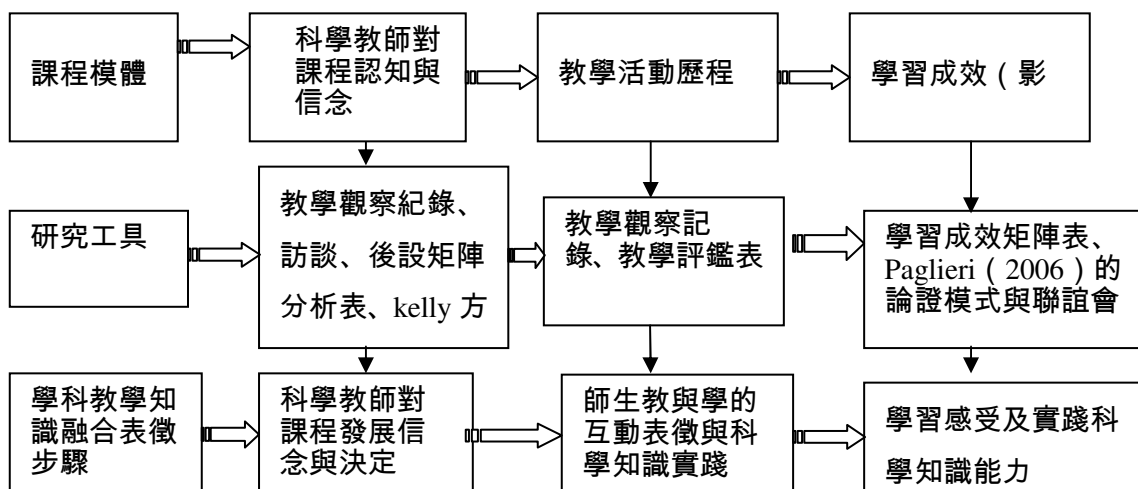 課程模體
科學教師對
課程認知與
信念
教學活動歷程
學習成效（影
研究工具
教學觀察紀錄、
訪談、後設矩陣
分析表、kelly 方
教學觀察記
錄、教學評鑑表
學習成效矩陣表、
Paglieri（2006）的
論證模式與聯誼會
學科教學知
識融合表徵
步驟
科學教師對
課程發展信
念與決定
師生教與學的
互動表徵與科
學知識實踐
學習感受及實踐科
學知識能力